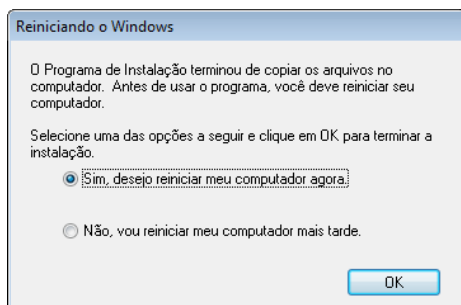 Reiniciando o Windows
O Programa de Instalação terminou de copiar os arquivos no
computador. Antes de usar o programa, você deve reiniciar seu
computador.
Selecione uma das opções a seguir e clique em OK para terminar a
instalação.
Sim, desejo reiniciar meu computador agora.
Não, vou reiniciar meu computador mais tarde.
OK